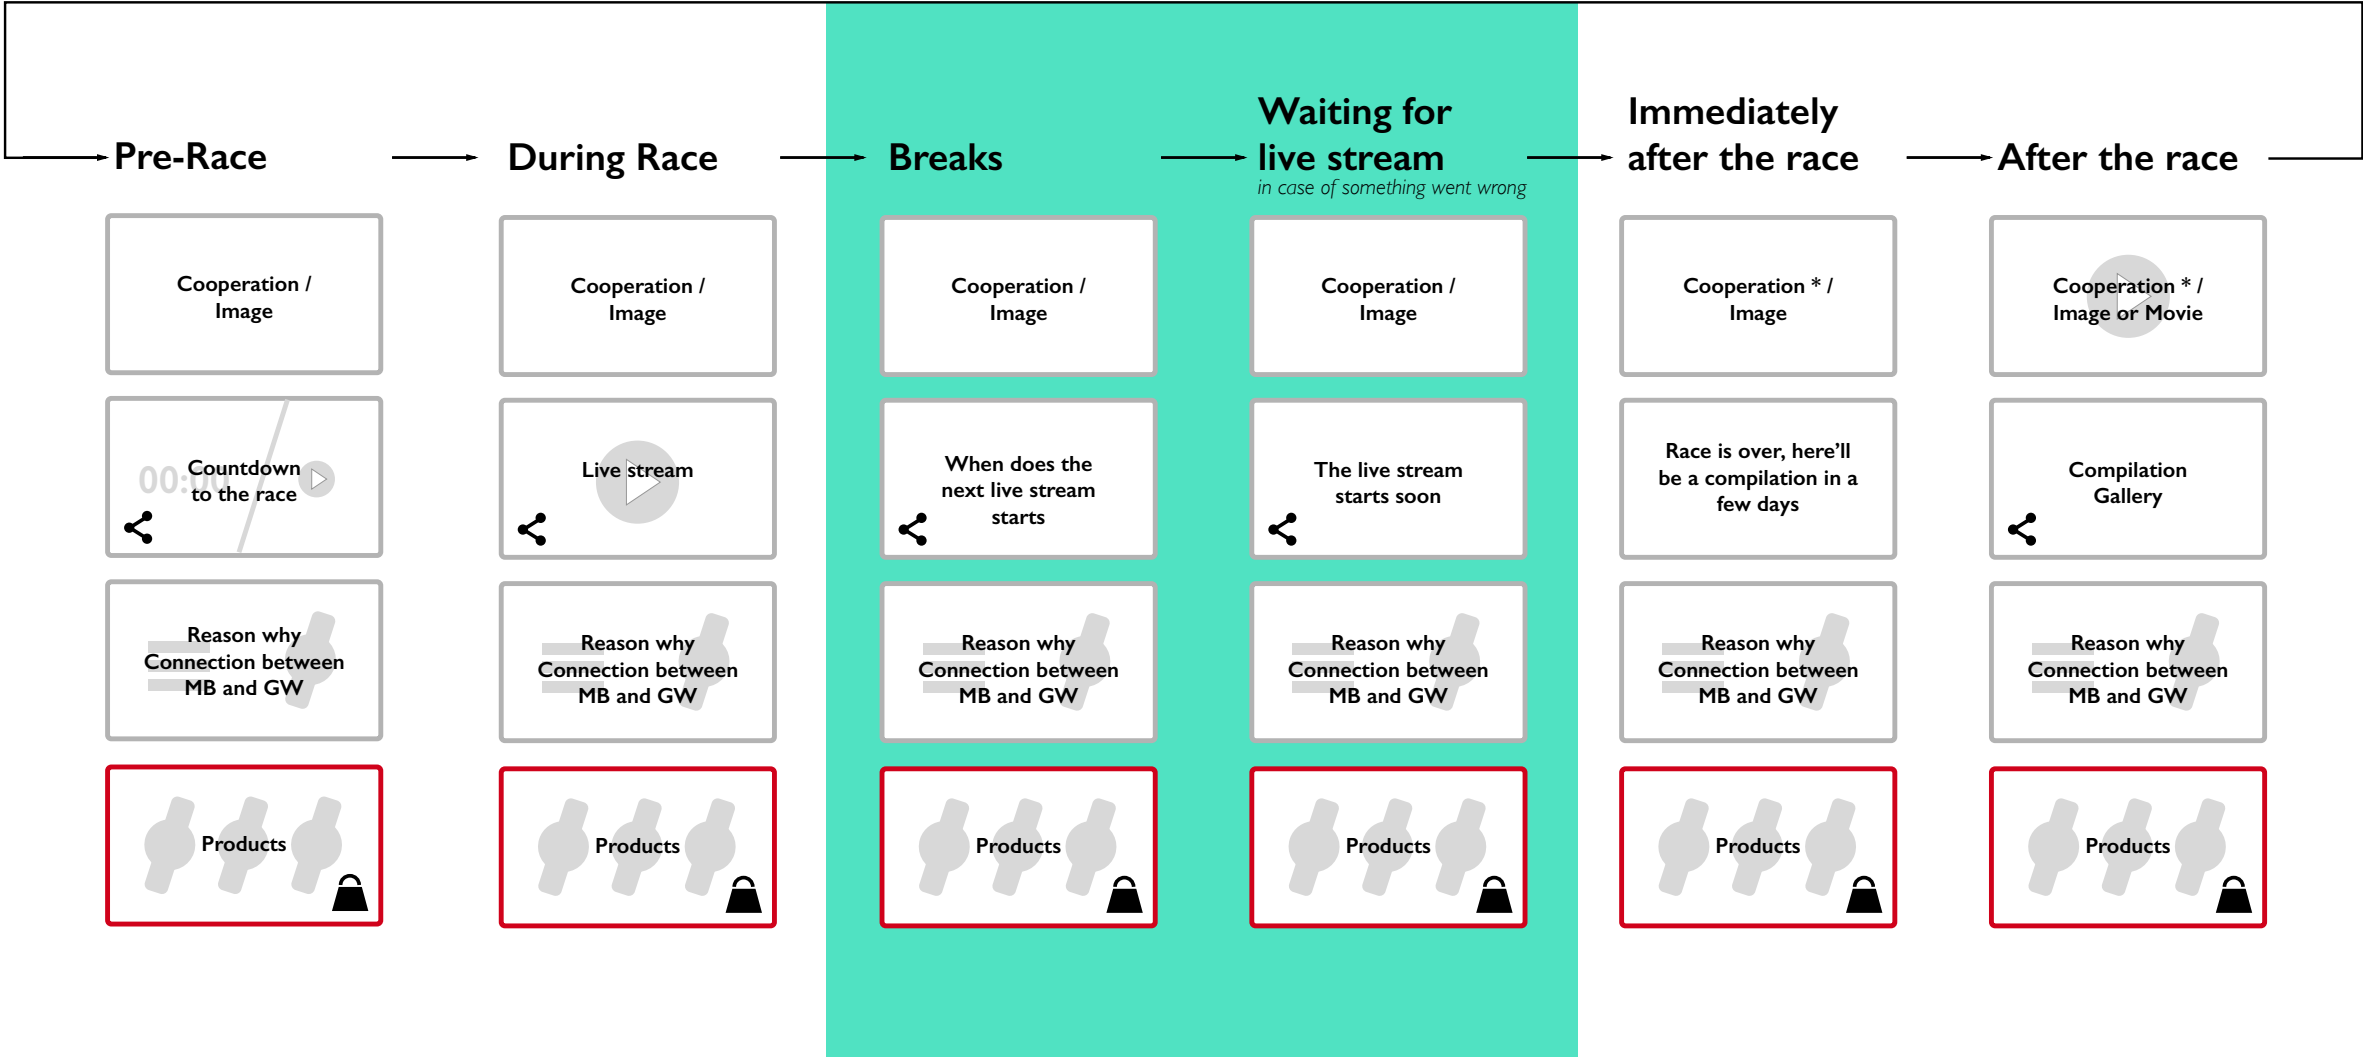 Pre-Race
During Race
Breaks
Waiting for
live stream
in case of something went wrong
Immediately
after the race
After the race
Cooperation /
Image
Cooperation /
Image
Cooperation /
Image
Cooperation /
Image
Cooperation * /
Image
Cooperation * /
Image or Movie
00:00
Countdown
to the race
Live stream
When does the
next live stream
starts
The live stream
starts soon
Race is over, here'll
be a compilation in a
few days
Compilation
Gallery
Reason why
Connection between
MB and GW
Reason why
Connection between
MB and GW
Reason why
Connection between
MB and GW
Reason why
Connection between
MB and GW
Reason why
Connection between
MB and GW
Reason why
Connection between
MB and GW
Products
Products
Products
Products
Products
Products